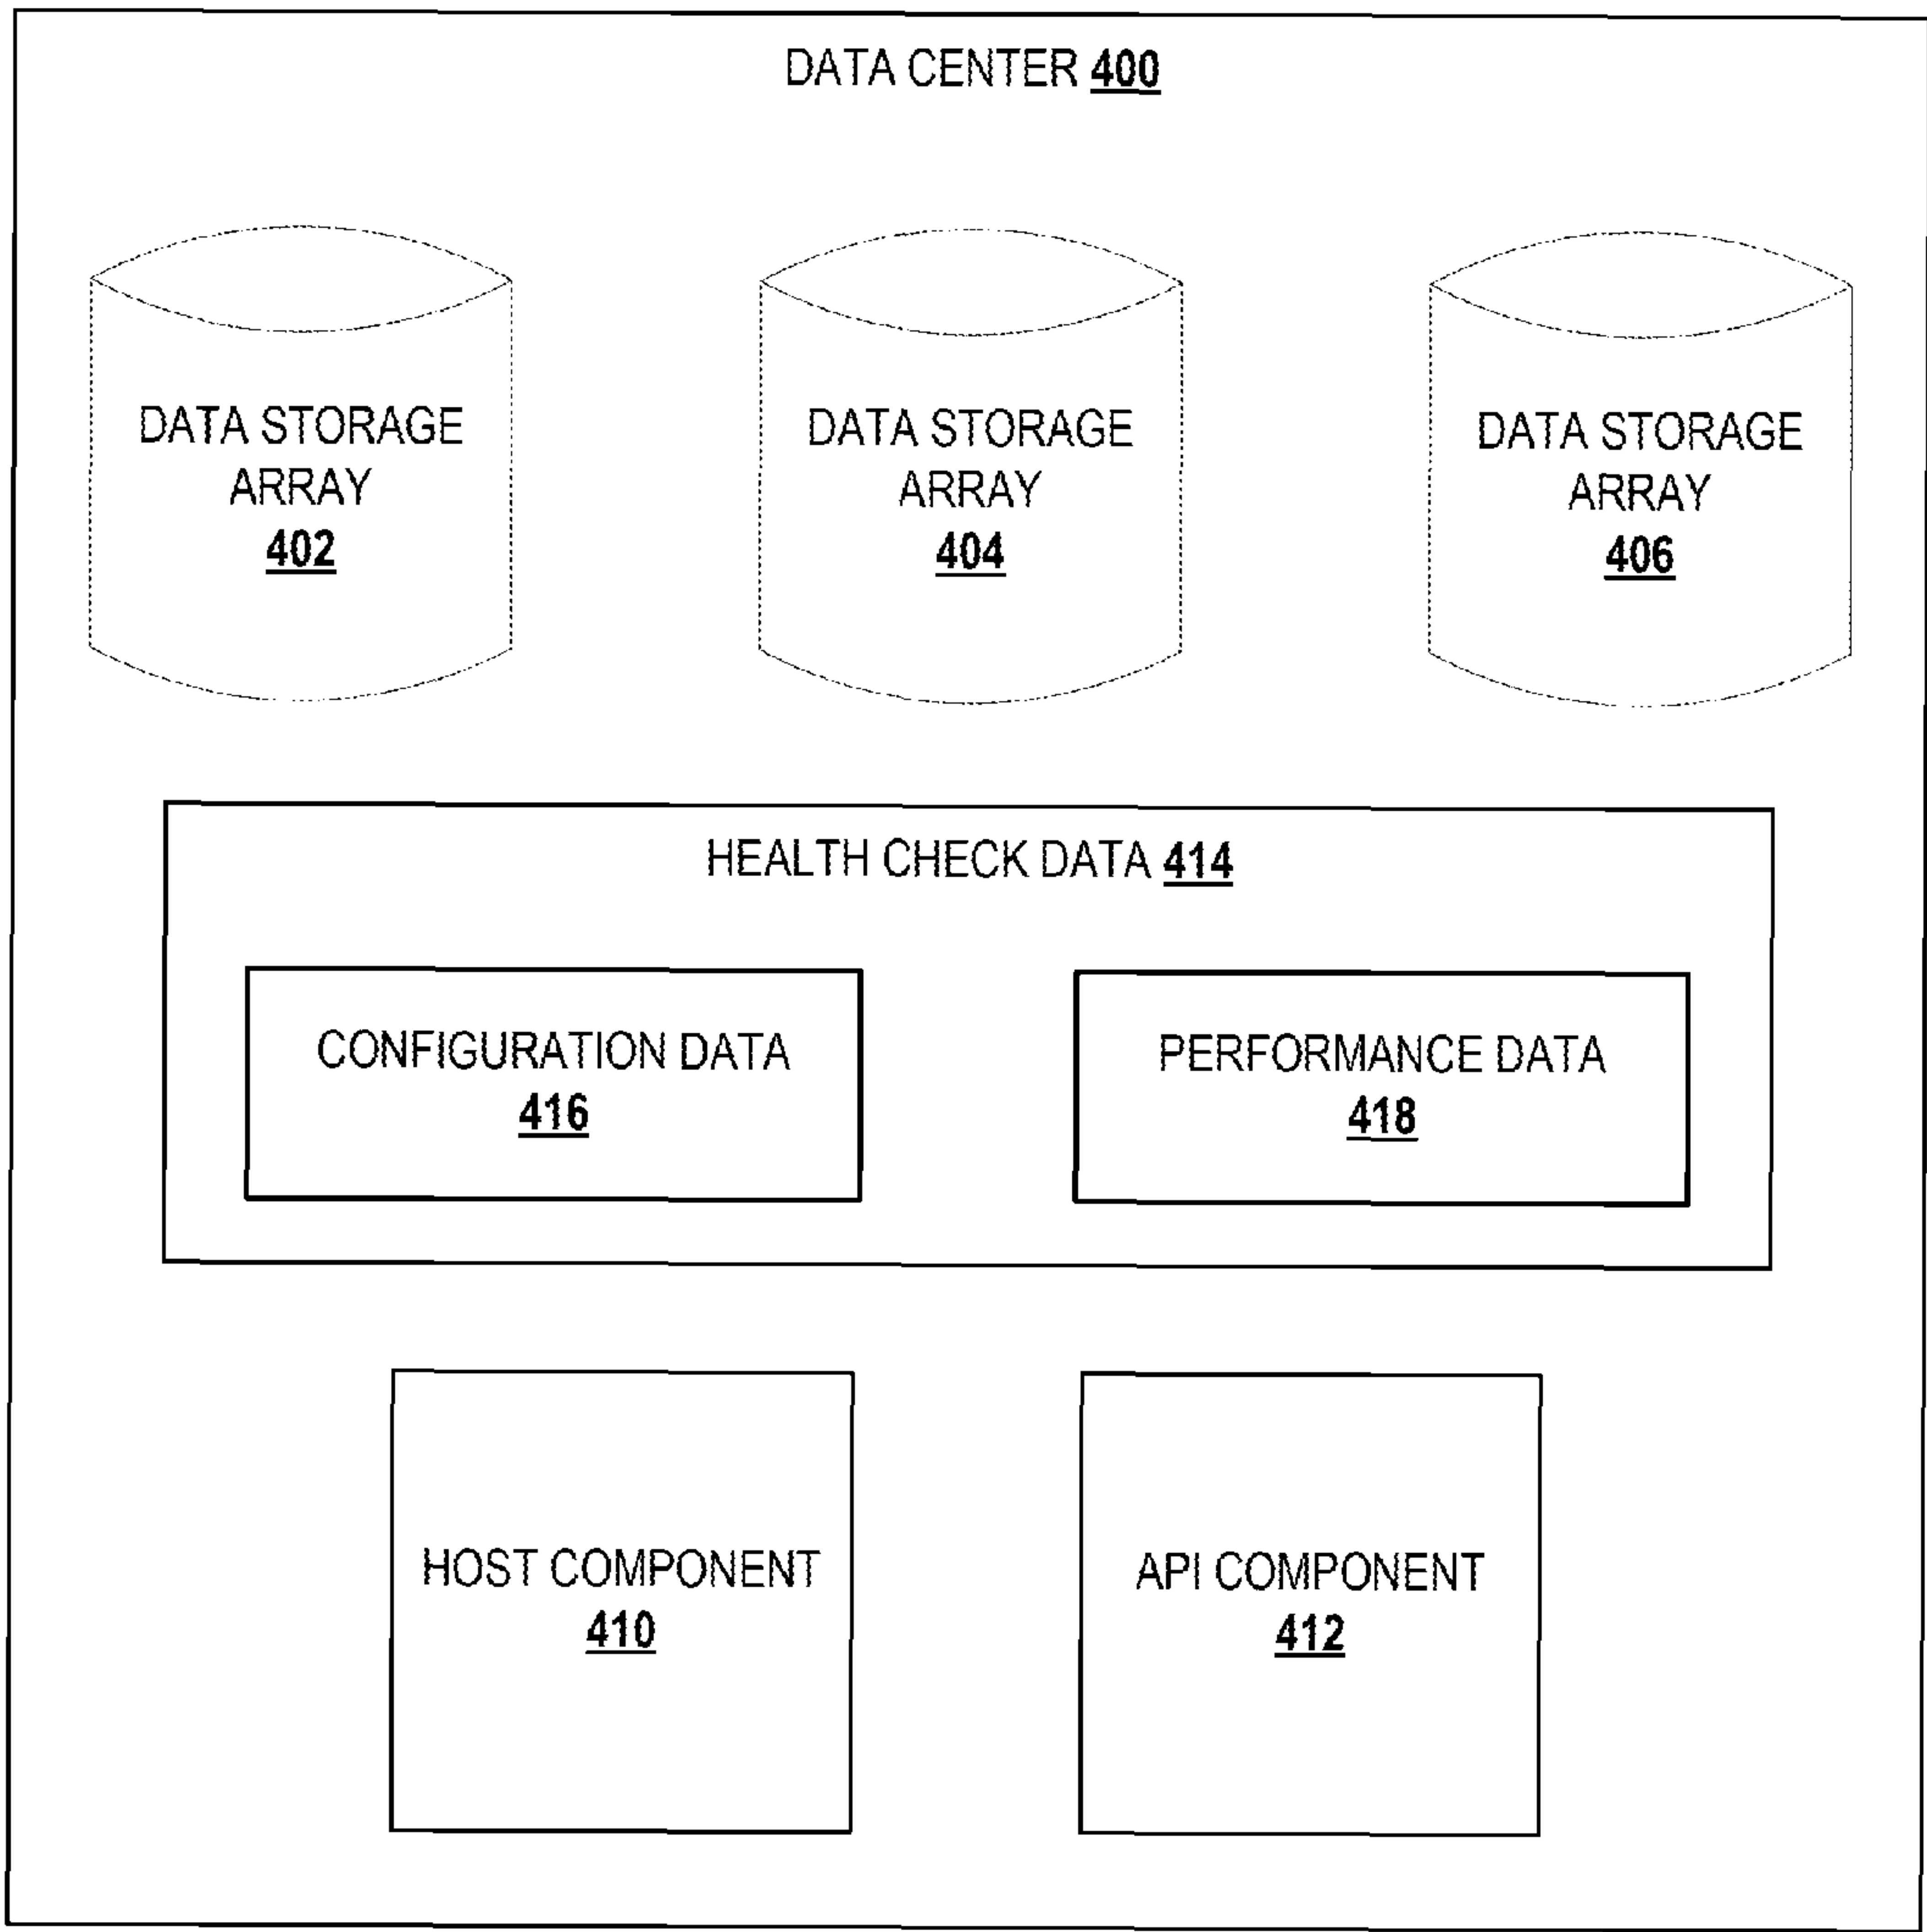 DATA CENTER 400
DATA STORAGE
ARRAY
402
DATA STORAGE
ARRAY
404
DATA STORAGE
ARRAY
406
HEALTH CHECK DATA 414
CONFIGURATION DATA
416
PERFORMANCE DATA
418
HOST COMPONENT
410
API COMPONENT
412